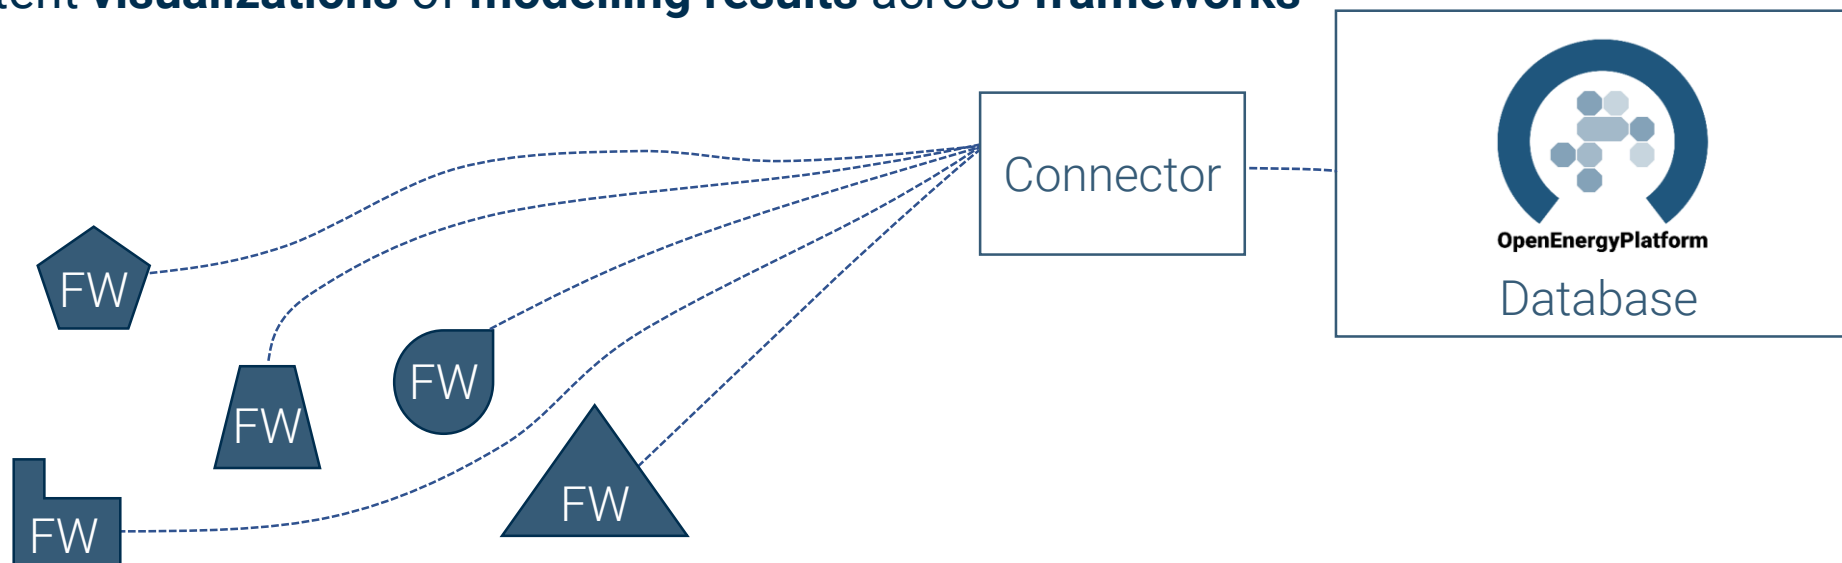 visualizations of modelling results across frameworks
Connector
OpenEnergyPlatform
Database
FW
FW
FW
FW
FW